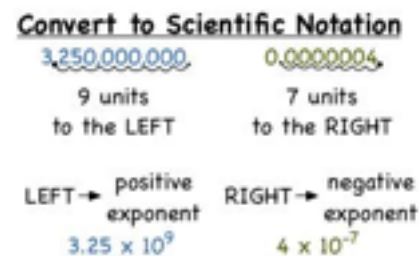 Convert to Scientific Notation
3,250,000,000.
0.0000004.
9 units
to the LEFT
7 units
to the RIGHT
LEFT→ positive
exponent
RIGHT→ negative
exponent
3.25 x 10⁹
4 x 10⁻⁷